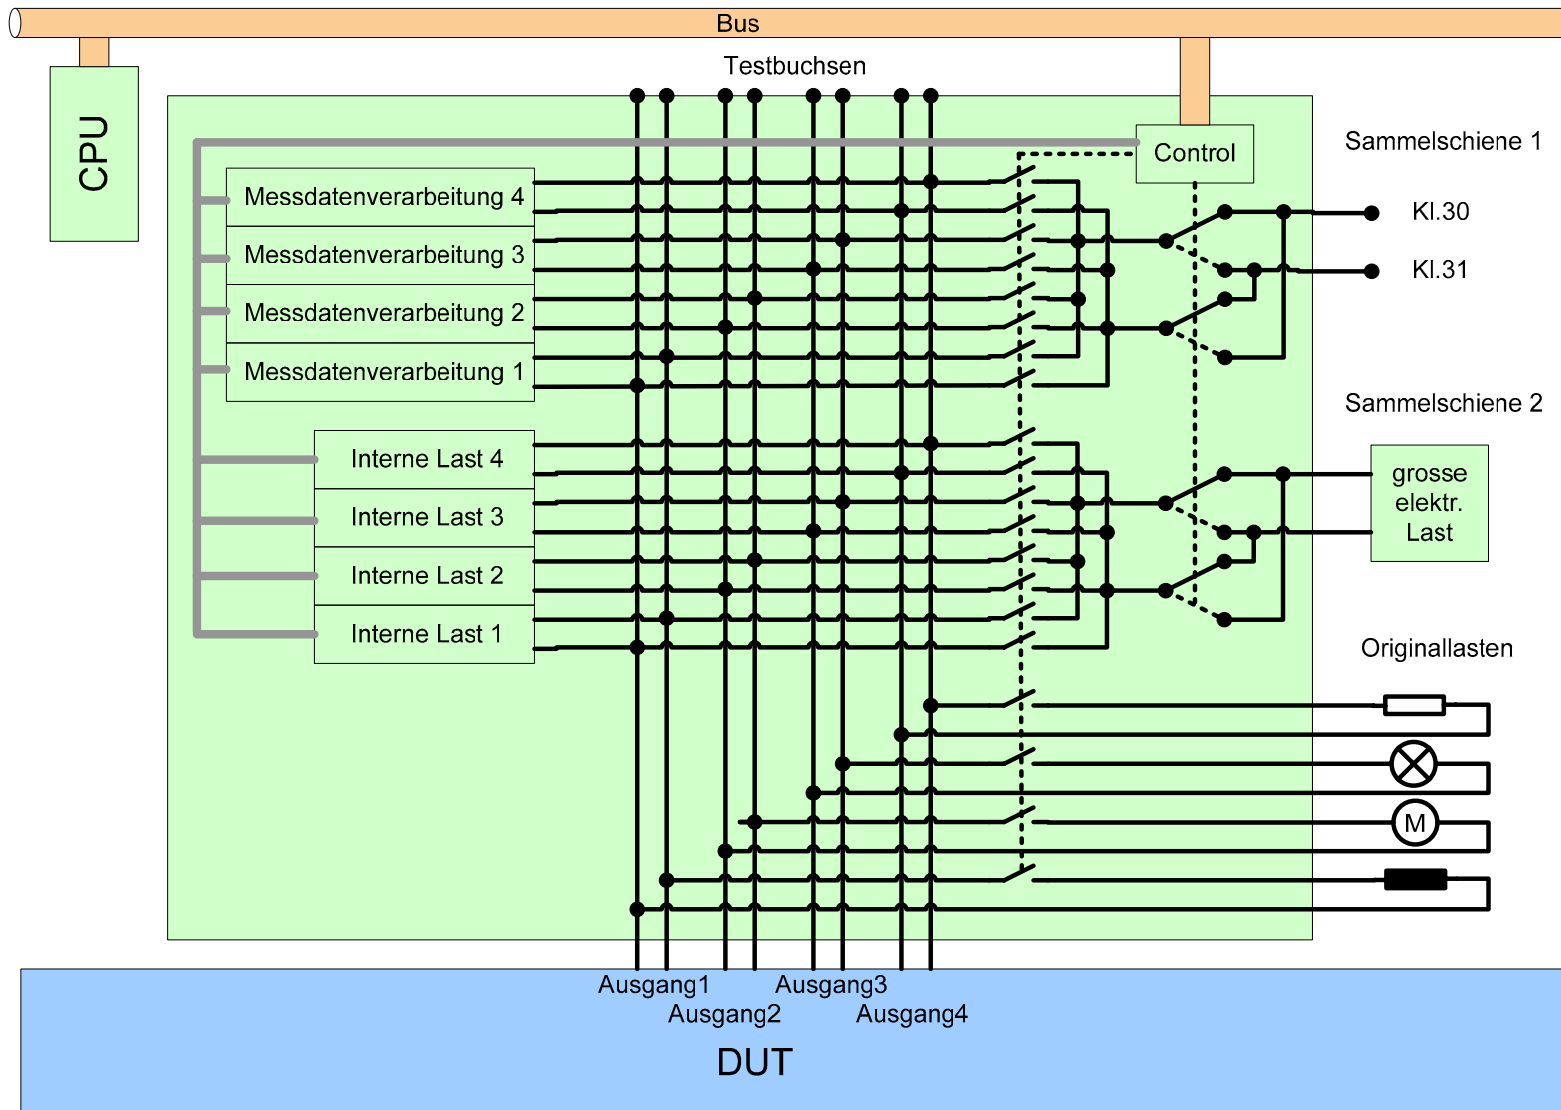 Bus
Testbuchsen
CPU
Control
Sammelschiene 1
Messdatenverarbeitung 4
Kl.30
Messdatenverarbeitung 3
Kl.31
Messdatenverarbeitung 2
Messdatenverarbeitung 1
Sammelschiene 2
Interne Last 4
grosse
elektr.
Last
Interne Last 3
Interne Last 2
Interne Last 1
Originallasten
M
Ausgang1
Ausgang3
Ausgang2
Ausgang4
DUT